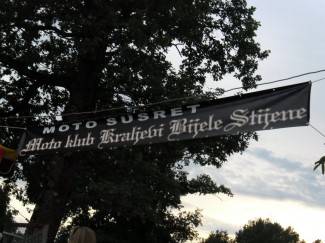 MOTO SUSRET
Moto klub Kraljevi Bijele Stijene